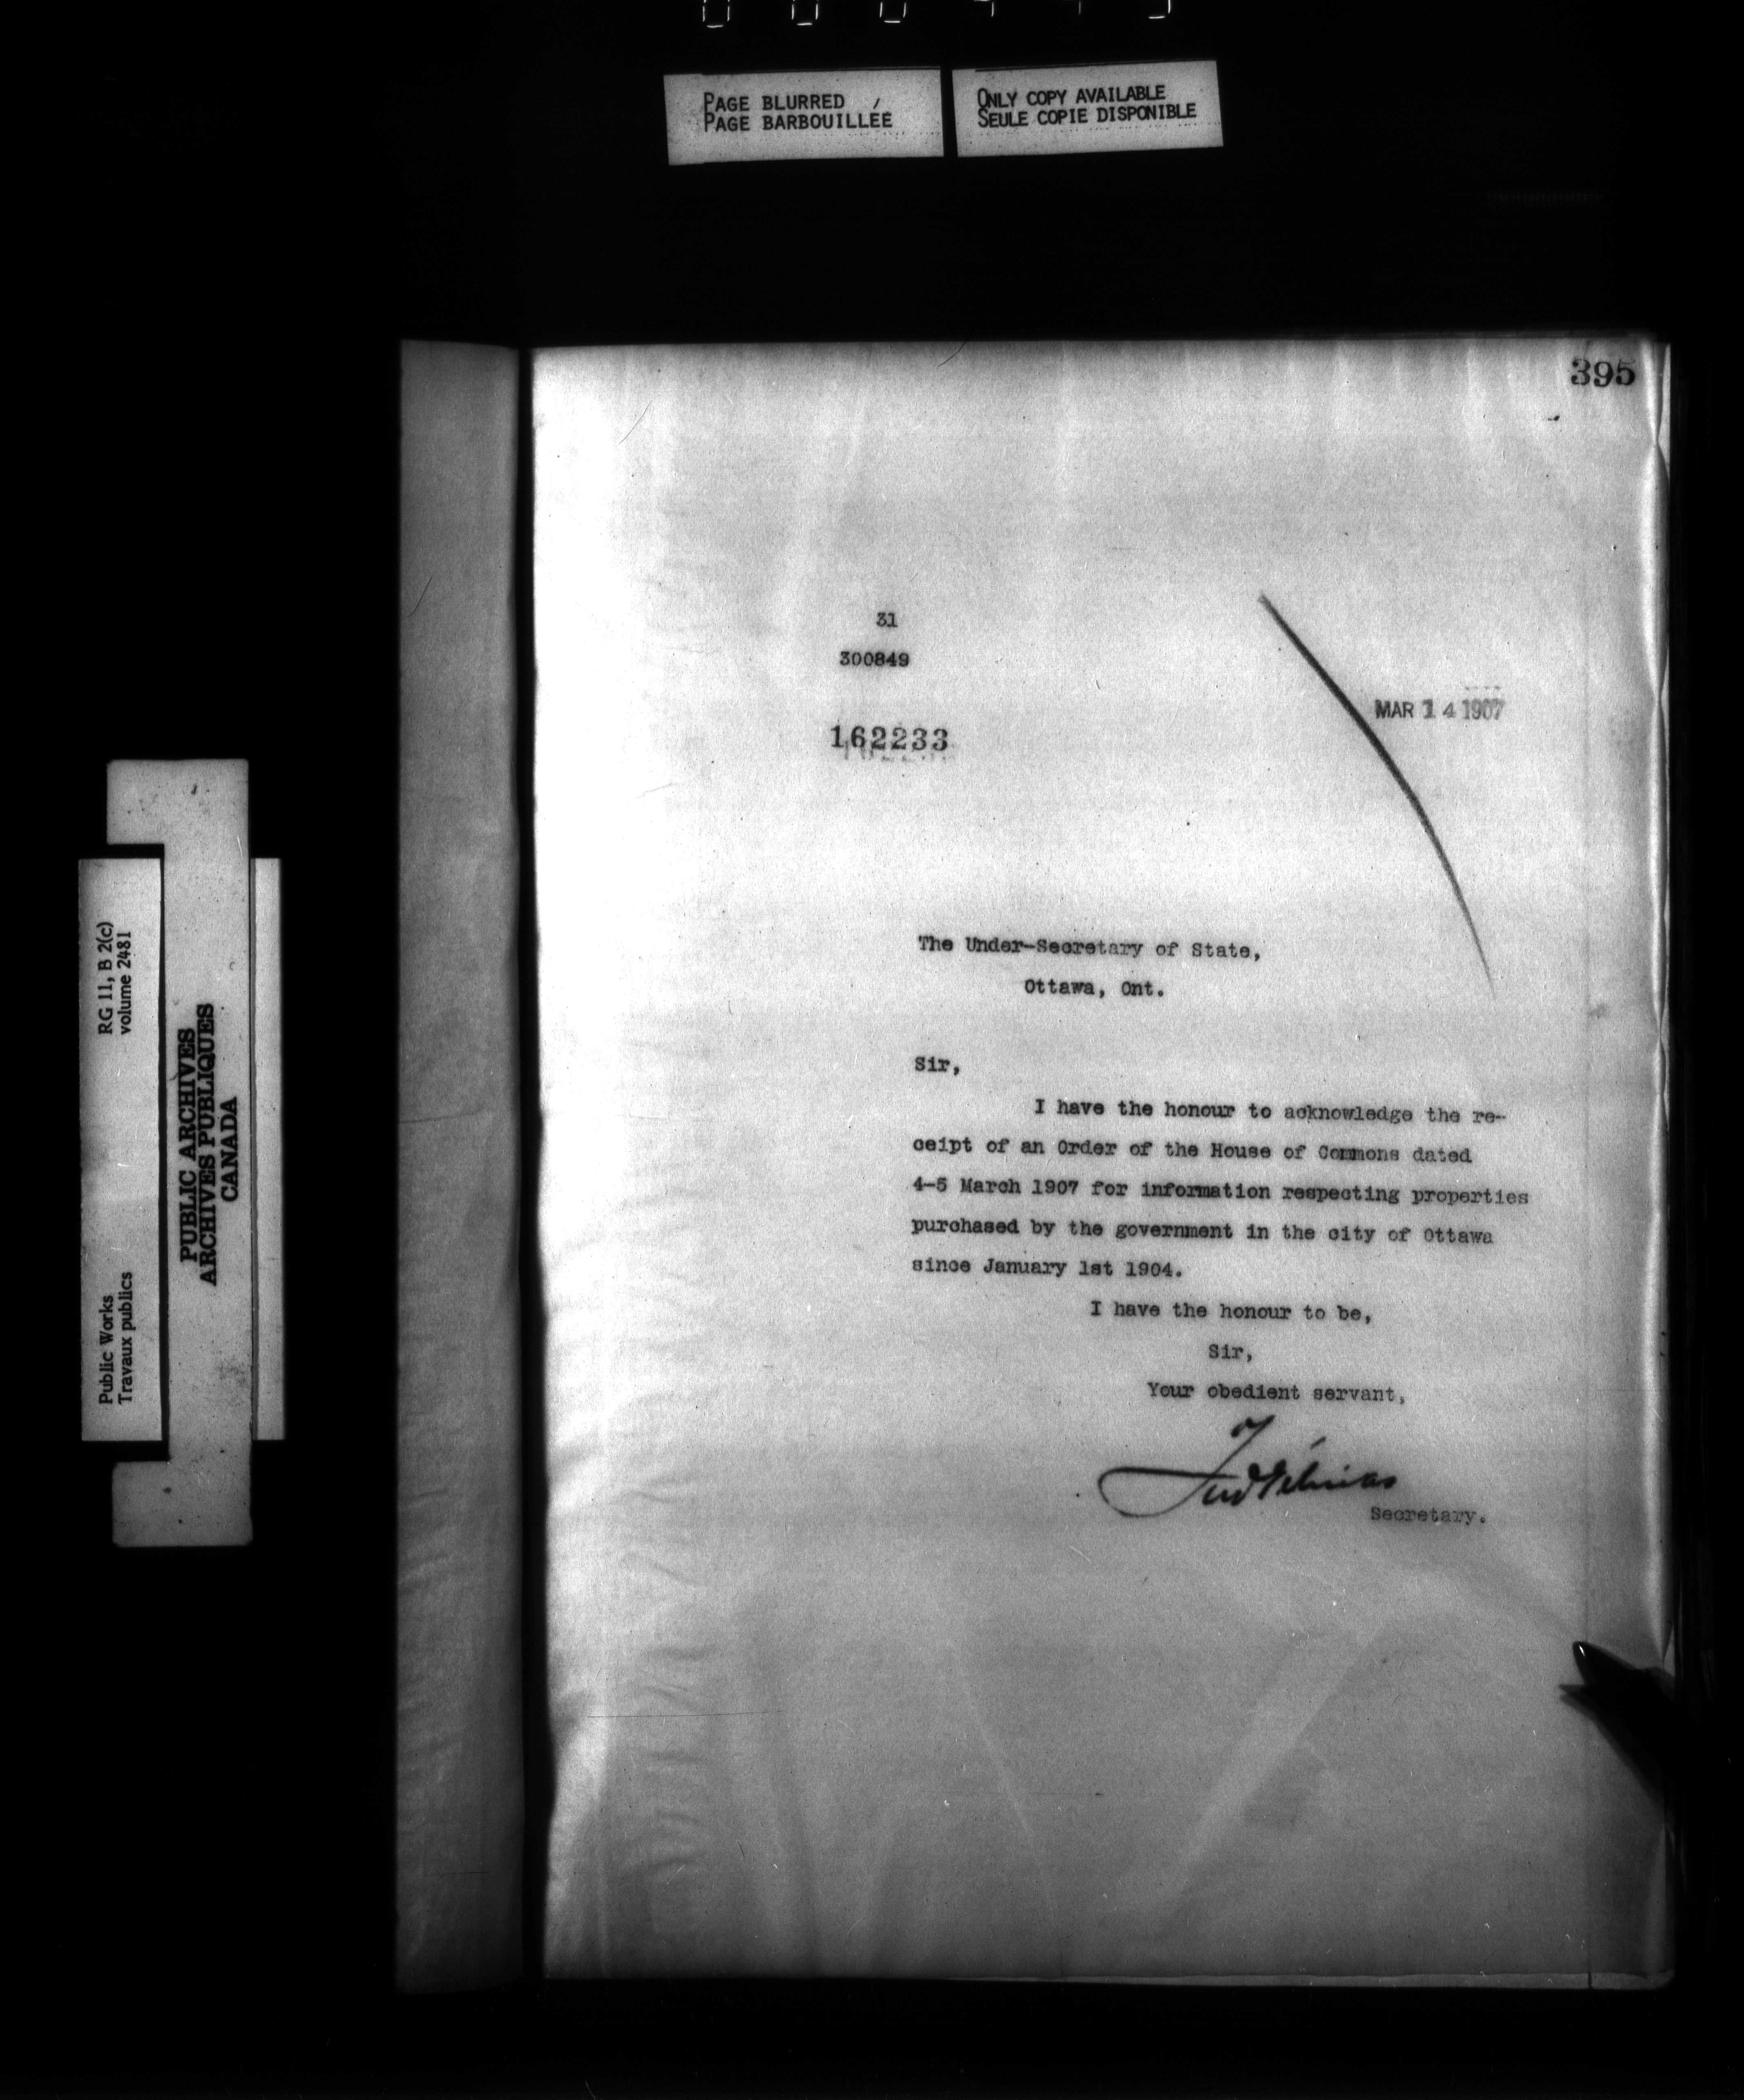 PAGE BLURRED
PAGE BARBOUILLÉE
ONLY COPY AVAILABLE
SEULE COPIE DISPONIBLE
395
31
300849
MAR 14 1907
162233
The Under-Secretary of State,
Ottawa, Ont.
Sir,
I have the honour to acknowledge the re-
ceipt of an Order of the House of Commons dated
4-5 March 1907 for information respecting properties
purchased by the government in the city of Ottawa
since January 1st 1904.
I have the honour to be,
Sir,
Your obedient servant,
Secretary.
RG 11, B 2(c)
volume 2481
Public Works
Travaux publics
PUBLIC ARCHIVES
ARCHIVES PUBLIQUES
CANADA